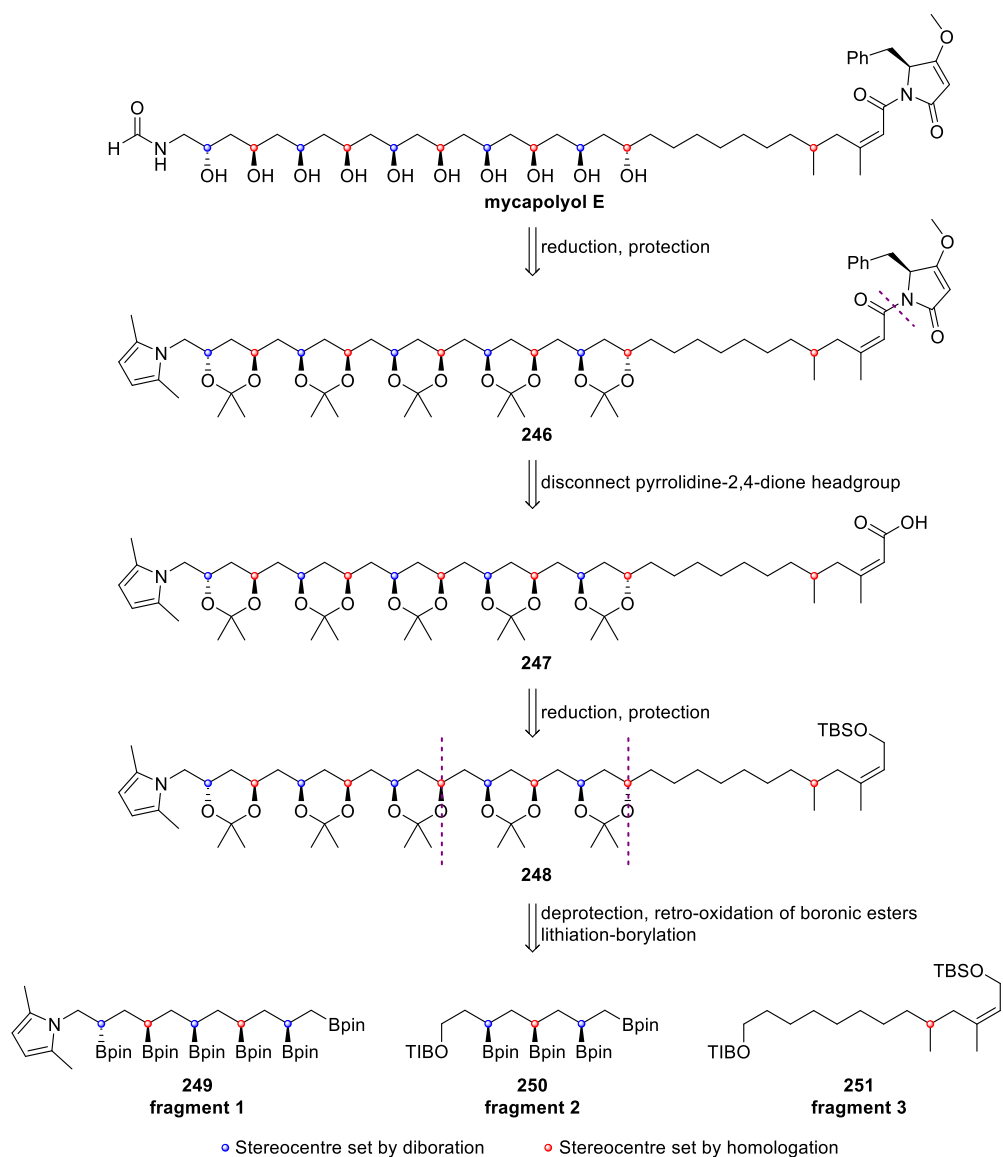 O
Ph
O
N
O
O
H
N
H
OH OH OH OH OH OH OH OH OH OH
mycapolyol E
reduction, protection
O
Ph
O
N
O
N
O O O O O O O O O O
246
disconnect pyrrolidine-2,4-dione headgroup
O OH
N
O O O O O O O O O O
247
reduction, protection
TBSO
N
O O O O O O O O O O
248
deprotection, retro-oxidation of boronic esters
lithiation-borylation
TBSO
N
Bpin
Bpin
Bpin Bpin Bpin Bpin Bpin
TIBO
Bpin Bpin Bpin
TIBO
249
250
251
fragment 1
fragment 2
fragment 3
Stereocentre set by diboration
Stereocentre set by homologation